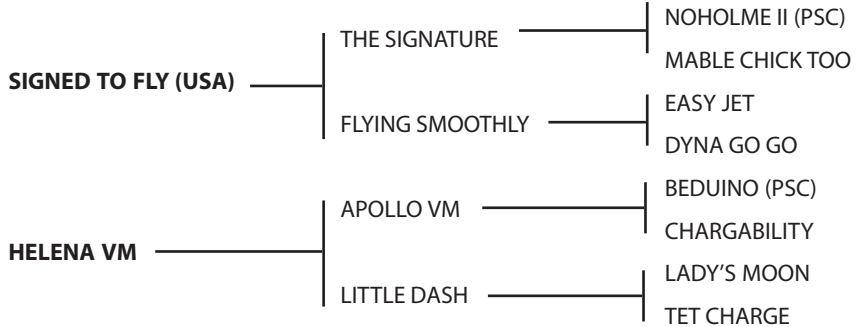 NOHOLME II (PSC)
THE SIGNATURE
MABLE CHICK TOO
SIGNED TO FLY (USA)
EASY JET
FLYING SMOOTHLY
DYNA GO GO
BEDUINO (PSC)
APOLLO VM
CHARGABILITY
HELENA VM
LADY'S MOON
LITTLE DASH
TET CHARGE